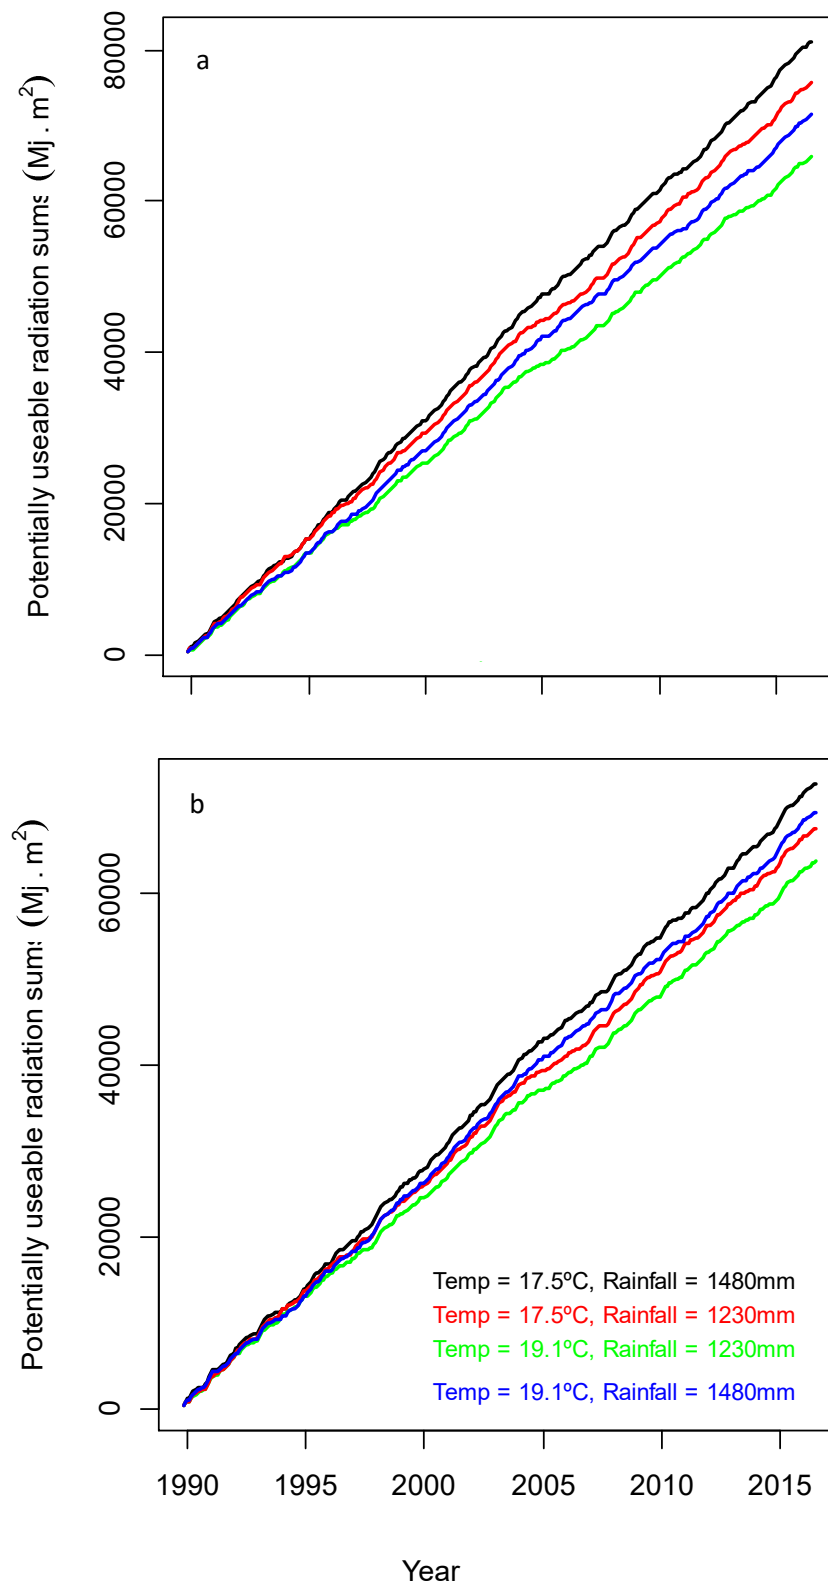 a
Potentially useable radiation sums (Mj . m²)
80000
60000
40000
20000
0
b
Potentially useable radiation sums (Mj . m²)
60000
40000
20000
0
Temp = 17.5ºC, Rainfall = 1480mm
Temp = 17.5ºC, Rainfall = 1230mm
Temp = 19.1ºC, Rainfall = 1230mm
Temp = 19.1ºC, Rainfall = 1480mm
1990 1995 2000 2005 2010 2015
Year